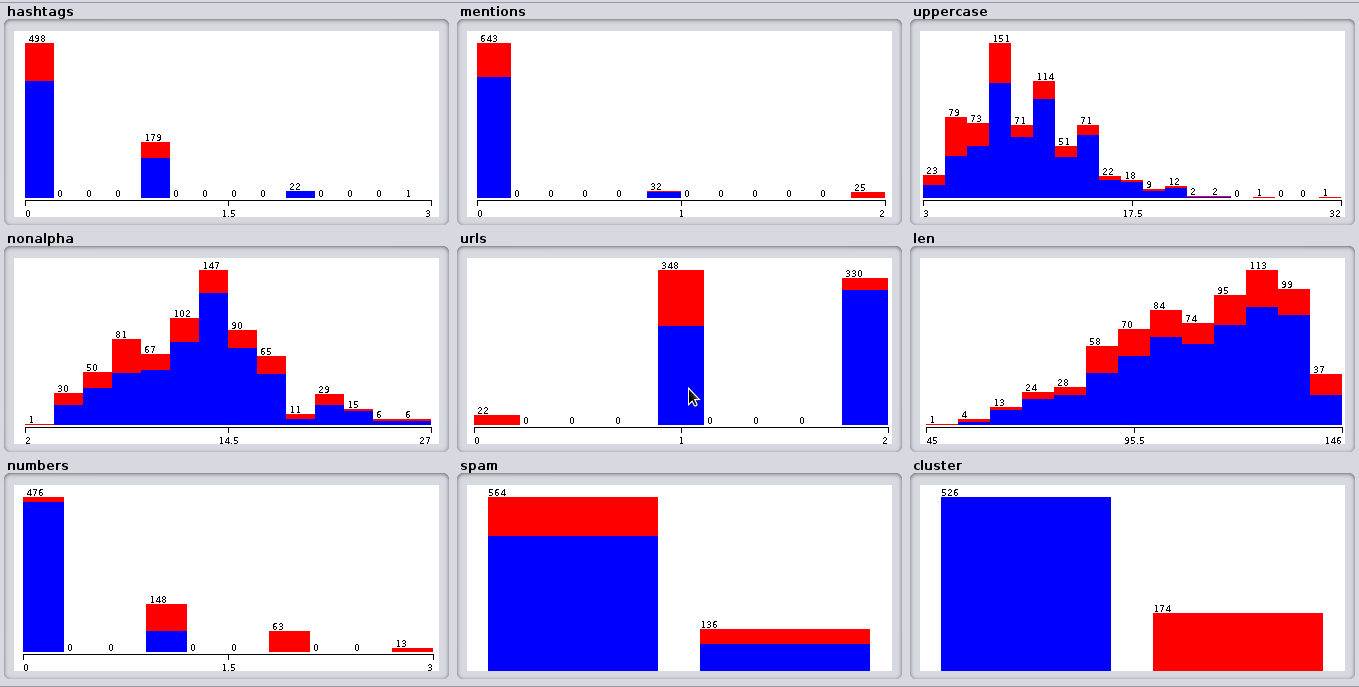 hashtags
498
0 0 0 179 0 0 0 0 22 0 0 0 1
0 1.5 3
mentions
643
0 0 0 0 32 0 0 0 0 0 25
0 1 2
uppercase
23 79 73 151 71 114 51 71 22 18 9 12 2 2 0 1 0 0 1
3 17.5 32
nonalpha
1 30 50 81 67 102 147 90 65 11 29 15 6 6
2 14.5 27
urls
22 0 0 0 348 0 0 0 330
0 1 2
len
1 4 13 24 28 58 70 84 74 95 113 99 37
45 95.5 146
numbers
476 0 0 148 0 0 63 0 0 13
0 1.5 3
spam
564
136
cluster
526
174